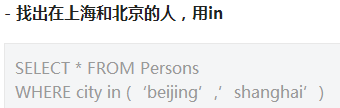 - 找出在上海和北京的人，用in
SELECT * FROM Persons
WHERE city in (‘beijing’,‘shanghai’)